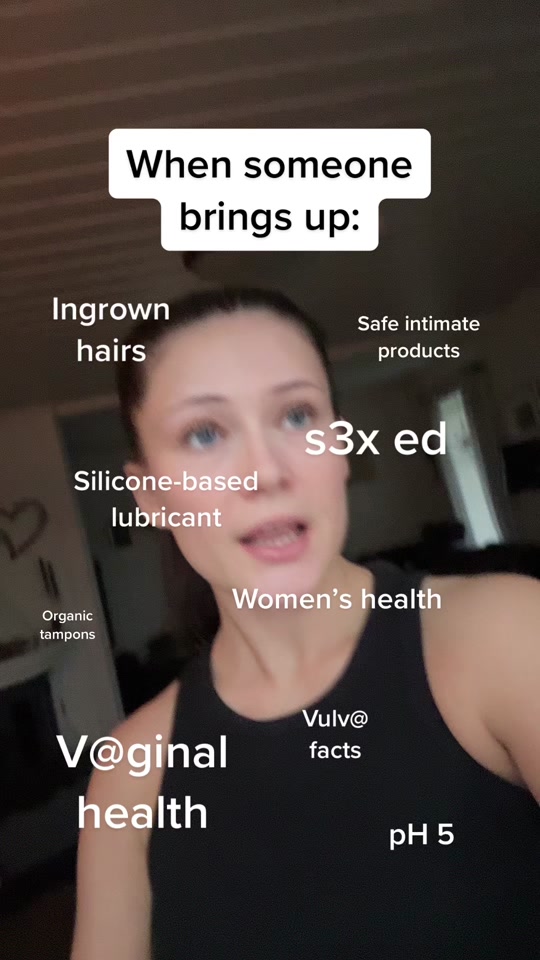 When someone
brings up:
Ingrown
hairs
Safe intimate
products
s3x ed
Silicone-based
lubricant
Women’s health
Organic
tampons
Vulv@
facts
V@ginal
health
pH 5